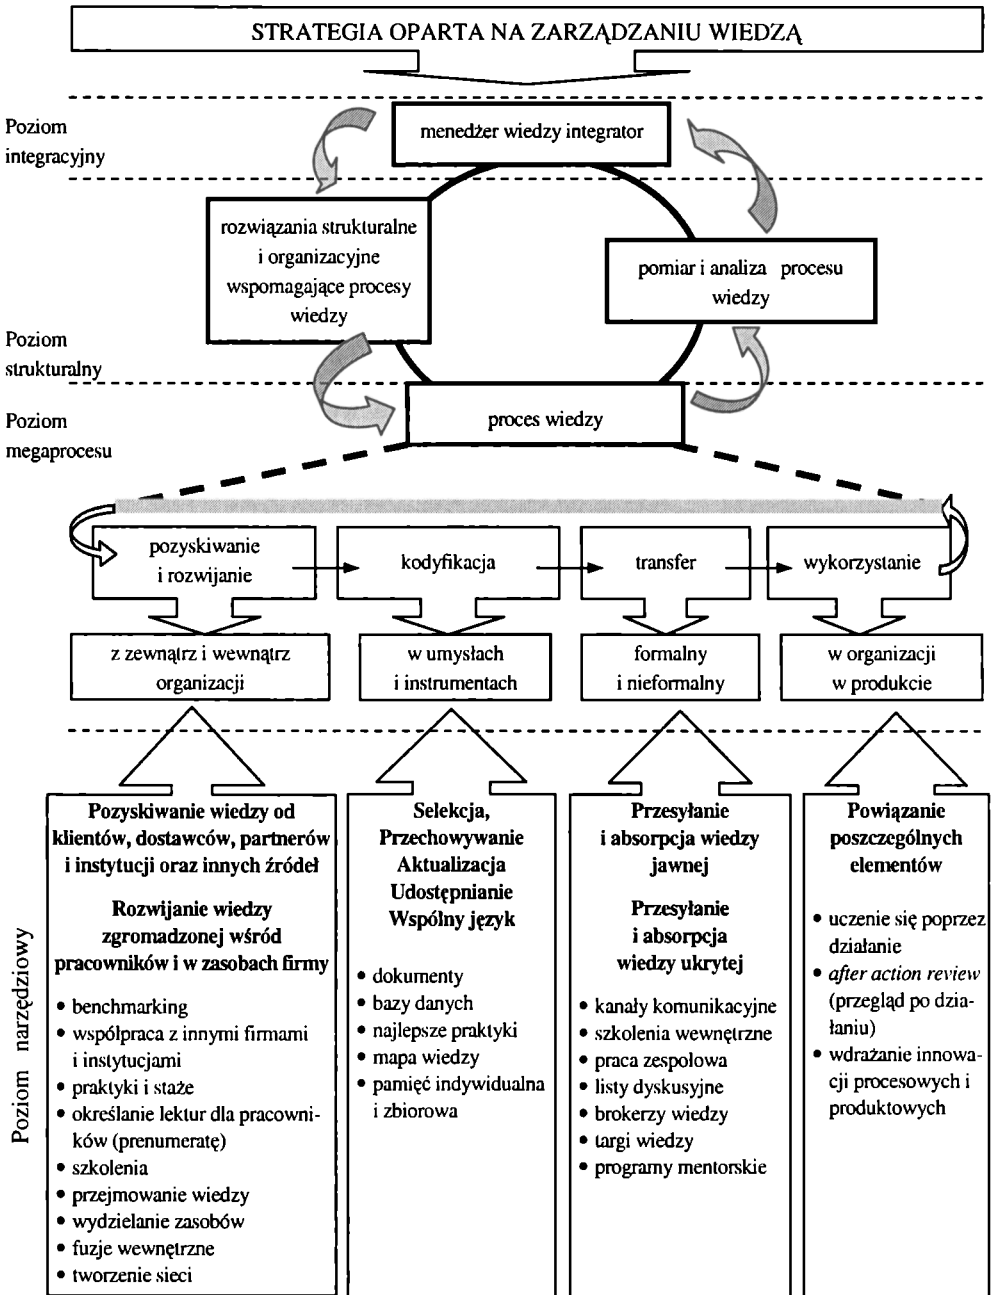 STRATEGIA OPARTA NA ZARZĄDZANIU WIEDZĄ
Poziom
integracyjny
menedżer wiedzy integrator
rozwiązania strukturalne
i organizacyjne
wspomagające procesy
wiedzy
pomiar i analiza procesu
wiedzy
Poziom
strukturalny
Poziom
megaprocesu
proces wiedzy
pozyskiwanie
i rozwijanie
kodyfikacja
transfer
wykorzystanie
z zewnątrz i wewnątrz
organizacji
w umysłach
i instrumentach
formalny
i nieformalny
w organizacji
w produkcie
Poziom narzędziowy
Pozyskiwanie wiedzy od
klientów, dostawców, partnerów
i instytucji oraz innych źródeł
Rozwijanie wiedzy
zgromadzonej wśród
pracowników i w zasobach firmy
• benchmarking
• współpraca z innymi firmami
i instytucjami
• praktyki i staże
• określanie lektur dla pracowni-
ków (prenumeratę)
• szkolenia
• przejmowanie wiedzy
• wydzielanie zasobów
• fuzje wewnętrzne
• tworzenie sieci
Selekcja,
Przechowywanie
Aktualizacja
Udostępnianie
Wspólny język
• dokumenty
• bazy danych
• najlepsze praktyki
• mapa wiedzy
• pamięć indywidualna
i zbiorowa
Przesyłanie
i absorpcja wiedzy
jawnej
Przesyłanie
i absorpcja
wiedzy ukrytej
• kanały komunikacyjne
• szkolenia wewnętrzne
• praca zespołowa
• listy dyskusyjne
• brokerzy wiedzy
• targi wiedzy
• programy mentorskie
Powiązanie
poszczególnych
elementów
• uczenie się poprzez
działanie
• after action review
(przegląd po dzia-
łaniu)
• wdrażanie innowa-
cji procesowych i
produktowych